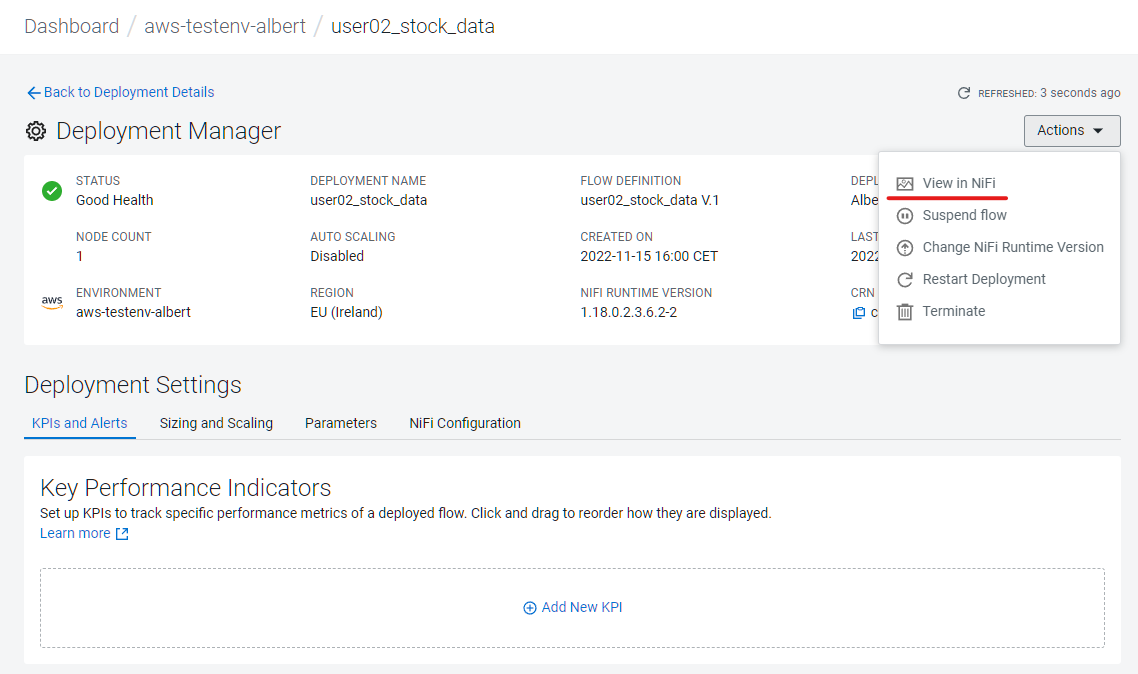 Dashboard / aws-testenv-albert / user02_stock_data
Back to Deployment Details
REFRESHED: 3 seconds ago
Deployment Manager
Actions
View in NiFi
Suspend flow
Change NiFi Runtime Version
Restart Deployment
Terminate
STATUS
Good Health
DEPLOYMENT NAME
user02_stock_data
FLOW DEFINITION
user02_stock_data V.1
DEPL
Albe
NODE COUNT
1
AUTO SCALING
Disabled
CREATED ON
2022-11-15 16:00 CET
LAST
2022
aws
ENVIRONMENT
aws-testenv-albert
REGION
EU (Ireland)
NIFI RUNTIME VERSION
1.18.0.2.3.6.2-2
CRN
c
Deployment Settings
KPIs and Alerts
Sizing and Scaling
Parameters
NiFi Configuration
Key Performance Indicators
Set up KPIs to track specific performance metrics of a deployed flow. Click and drag to reorder how they are displayed.
Learn more
Add New KPI